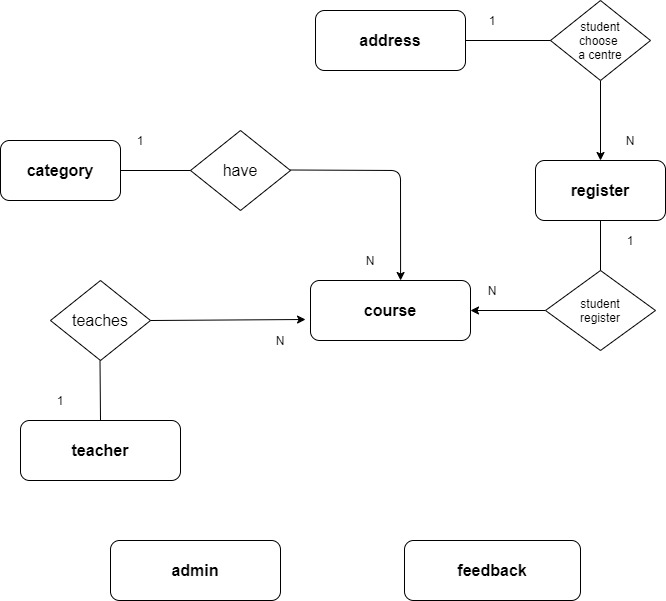 1
address
student
choose
a centre
1
N
category
have
register
1
N
N
course
student
register
teaches
N
1
teacher
admin
feedback